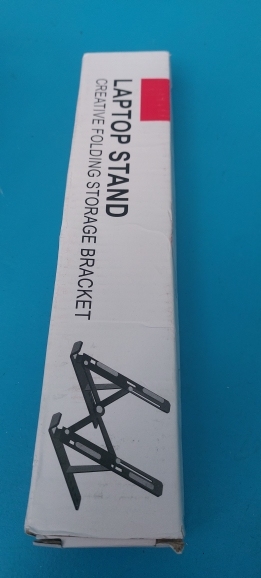 LAPTOP STAND
CREATIVE FOLDING STORAGE BRACKET